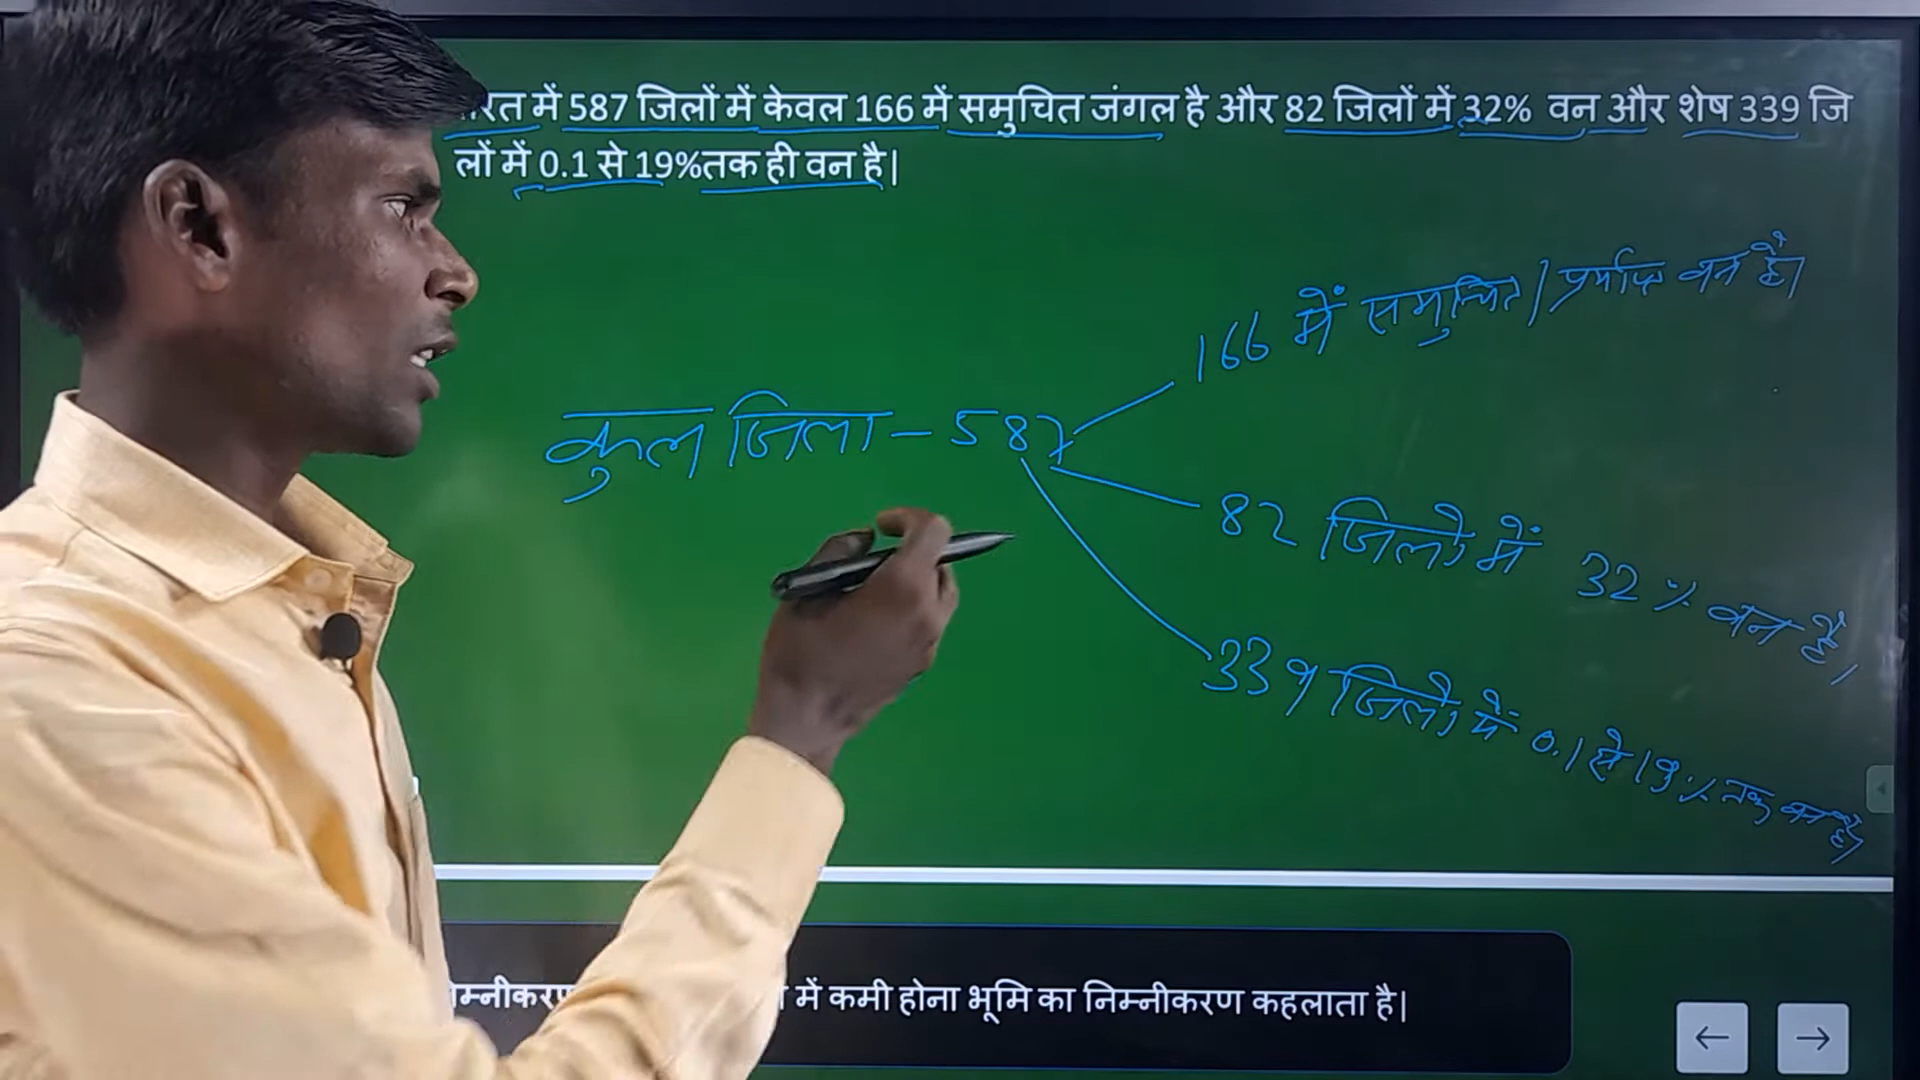 रत में 587 जिलों में केवल 166 में समुचित जंगल है और 82 जिलों में 32% वन और शेष 339 जि
लों में 0.1 से 19%तक ही वन है|
166 में समुचित/पर्याप्त वन है।
कुल जिला – 587
82 जिलों में 32% वन है।
339 जिलों में 0.1 से 19% तक वन है।
म्नीकरण में कमी होना भूमि का निम्नीकरण कहलाता है|